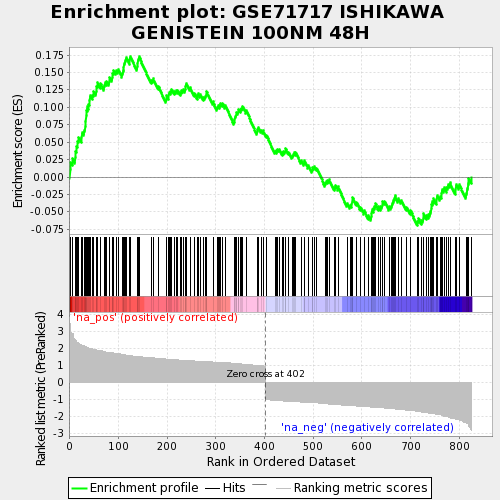 Enrichment plot: GSE71717 ISHIKAWA
GENISTEIN 100NM 48H
Enrichment score (ES)
0.175
0.150
0.125
0.100
0.075
0.050
0.025
0.000
-0.025
-0.050
-0.075
'na_pos' (positively correlated)
Ranked list metric (PreRanked)
4
3
2
1
0
-1
-2
-3
Zero cross at 402
'na_neg' (negatively correlated)
0 100 200 300 400 500 600 700 800
Rank in Ordered Dataset
Enrichment profile Hits Ranking metric scores